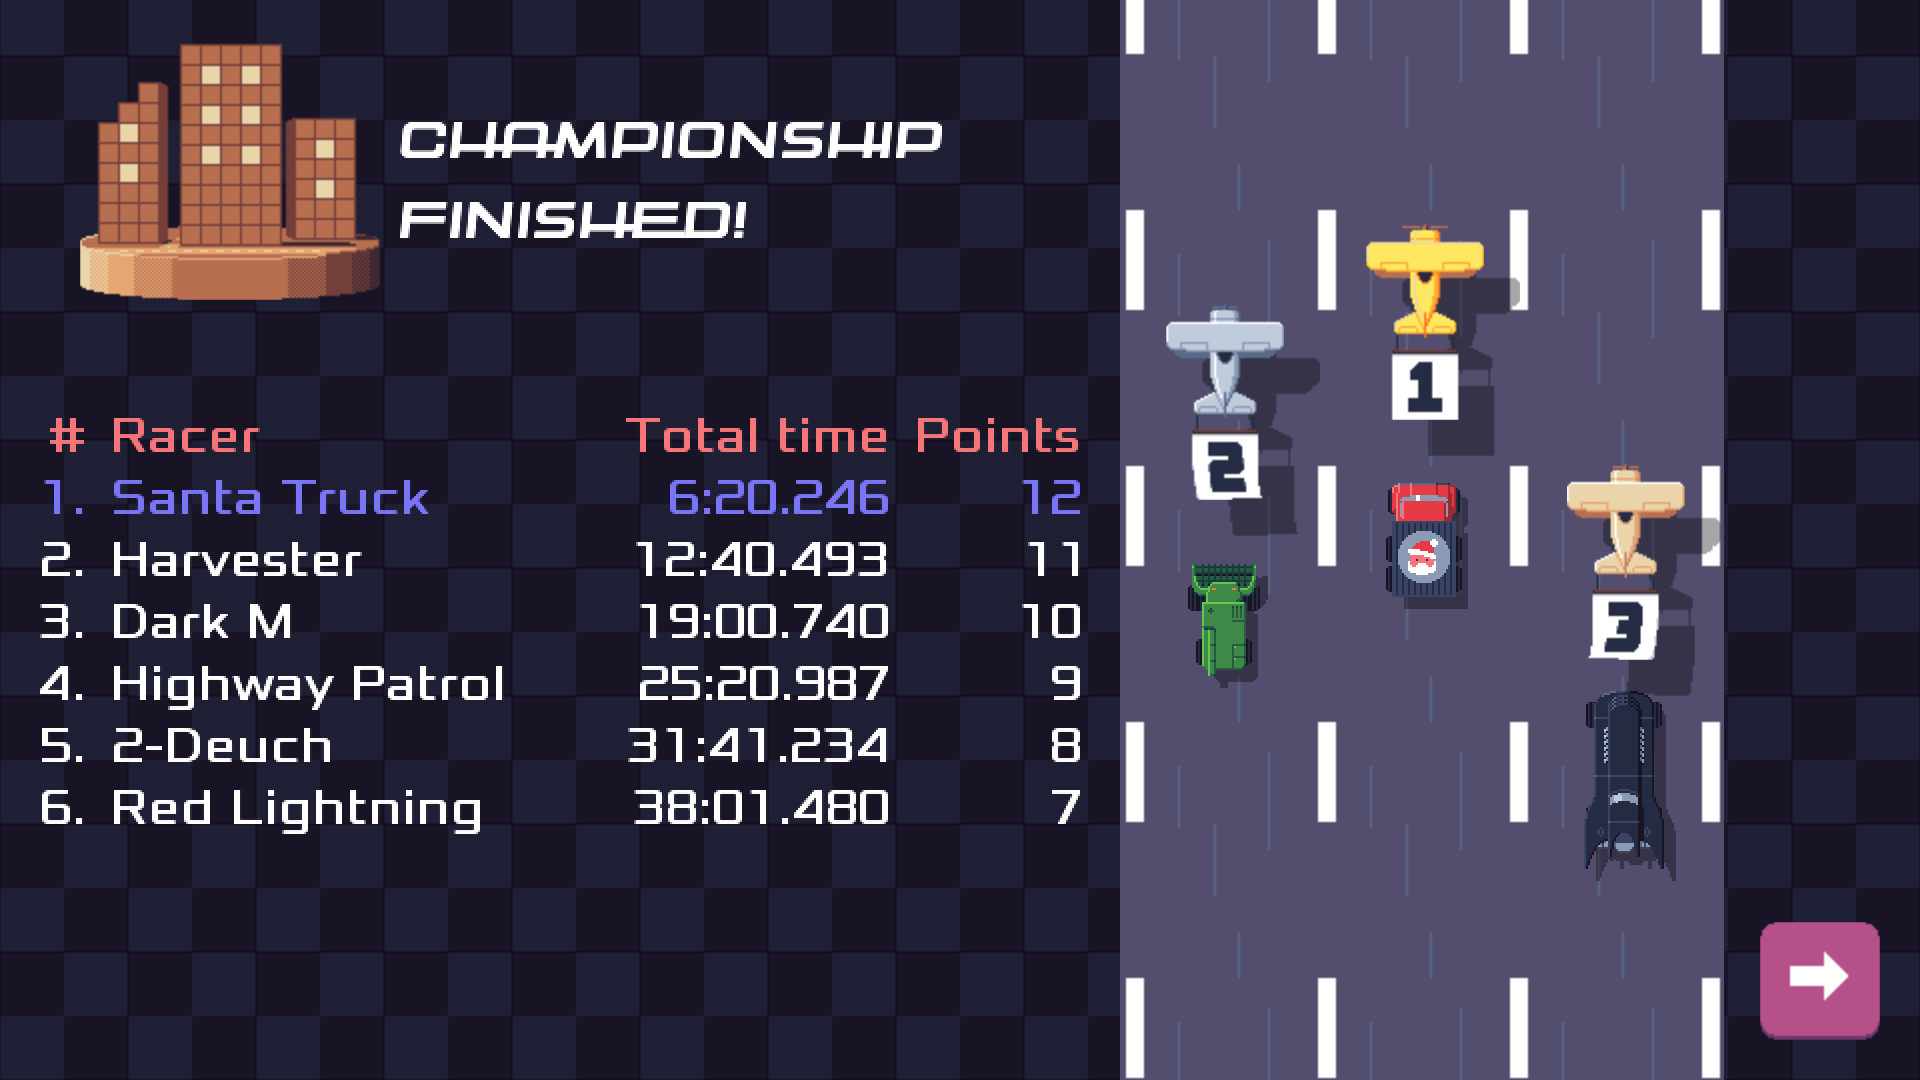 CHAMPIONSHIP
FINISHED!
# Racer Total time Points
1. Santa Truck 6:20.246 12
2. Harvester 12:40.493 11
3. Dark M 19:00.740 10
4. Highway Patrol 25:20.987 9
5. 2-Deuch 31:41.234 8
6. Red Lightning 38:01.480 7
1
2
3